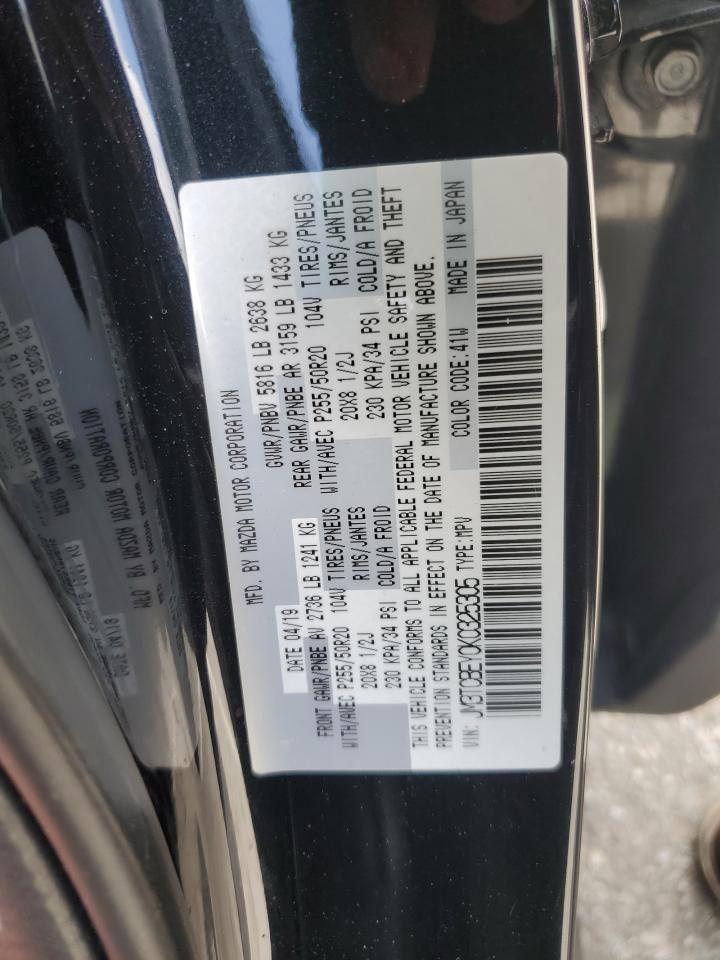 MFD. BY MAZDA MOTOR CORPORATION
DATE 04/19 GVWR/PNBV 5816 LB 2638 KG
FRONT GAWR/PNBE AV 2736 LB 1241 KG REAR GAWR/PNBE AR 3159 LB 1433 KG
WITH/AVEC P255/50R20 104V TIRES/PNEUS WITH/AVEC P255/50R20 104V TIRES/PNEUS
20X8 1/2J RIMS/JANTES 20X8 1/2J RIMS/JANTES
230 KPA/34 PSI COLD/A FROID 230 KPA/34 PSI COLD/A FROID
THIS VEHICLE CONFORMS TO ALL APPLICABLE FEDERAL MOTOR VEHICLE SAFETY AND THEFT
PREVENTION STANDARDS IN EFFECT ON THE DATE OF MANUFACTURE SHOWN ABOVE.
VIN: JM3TCBEY0K0325305 TYPE:MPV COLOR CODE:41W MADE IN JAPAN